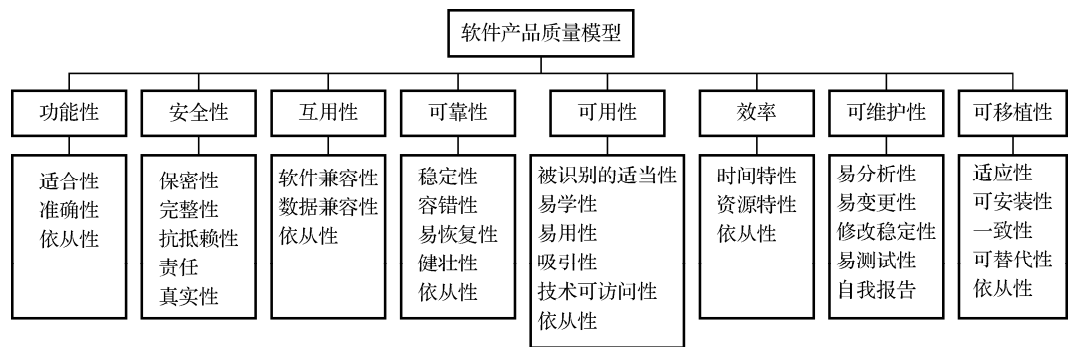 软件产品质量模型
功能性
安全性
互用性
可靠性
可用性
效率
可维护性
可移植性
适合性
准确性
依从性
保密性
完整性
抗抵赖性
责任
真实性
软件兼容性
数据兼容性
依从性
稳定性
容错性
易恢复性
健壮性
依从性
被识别的适当性
易学性
易用性
吸引性
技术可访问性
依从性
时间特性
资源特性
依从性
易分析性
易变更性
修改稳定性
易测试性
自我报告
适应性
可安装性
一致性
可替代性
依从性